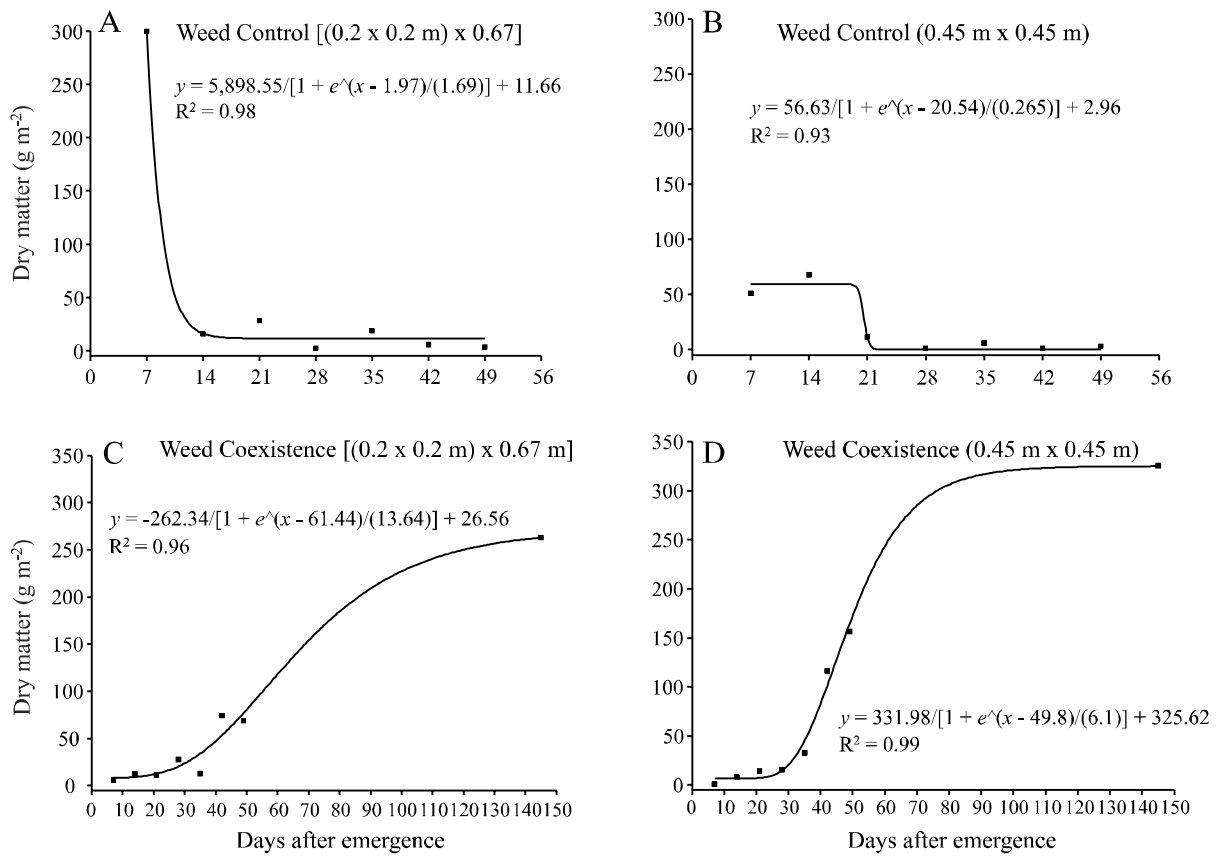 A
Weed Control [(0.2 x 0.2 m) x 0.67]
y = 5,898.55/[1 + e^(x - 1.97)/(1.69)] + 11.66
R² = 0.98
Dry matter (g m⁻²)
300
250
200
150
100
50
0
0 7 14 21 28 35 42 49 56
B
Weed Control (0.45 m x 0.45 m)
y = 56.63/[1 + e^(x - 20.54)/(0.265)] + 2.96
R² = 0.93
300
250
200
150
100
50
0
0 7 14 21 28 35 42 49 56
C
Weed Coexistence [(0.2 x 0.2 m) x 0.67 m]
y = -262.34/[1 + e^(x - 61.44)/(13.64)] + 26.56
R² = 0.96
Dry matter (g m⁻²)
350
300
250
200
150
100
50
0
0 10 20 30 40 50 60 70 80 90 100 110 120 130 140 150
Days after emergence
D
Weed Coexistence (0.45 m x 0.45 m)
y = 331.98/[1 + e^(x - 49.8)/(6.1)] + 325.62
R² = 0.99
350
300
250
200
150
100
50
0
0 10 20 30 40 50 60 70 80 90 100 110 120 130 140 150
Days after emergence